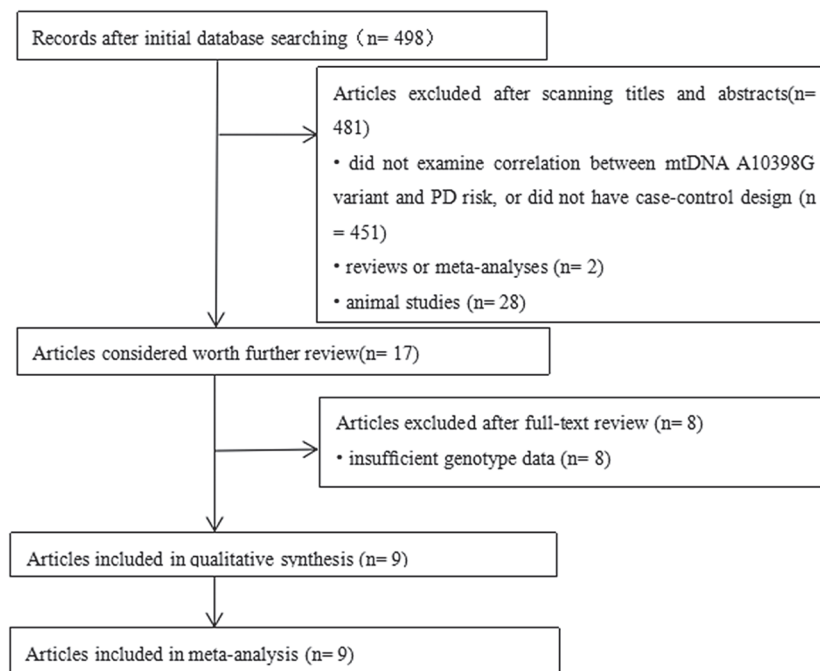 Records after initial database searching（n= 498）
Articles excluded after scanning titles and abstracts(n=
481)
• did not examine correlation between mtDNA A10398G
variant and PD risk, or did not have case-control design (n
= 451)
• reviews or meta-analyses (n= 2)
• animal studies (n= 28)
Articles considered worth further review(n= 17)
Articles excluded after full-text review (n= 8)
• insufficient genotype data (n= 8)
Articles included in qualitative synthesis (n= 9)
Articles included in meta-analysis (n= 9)